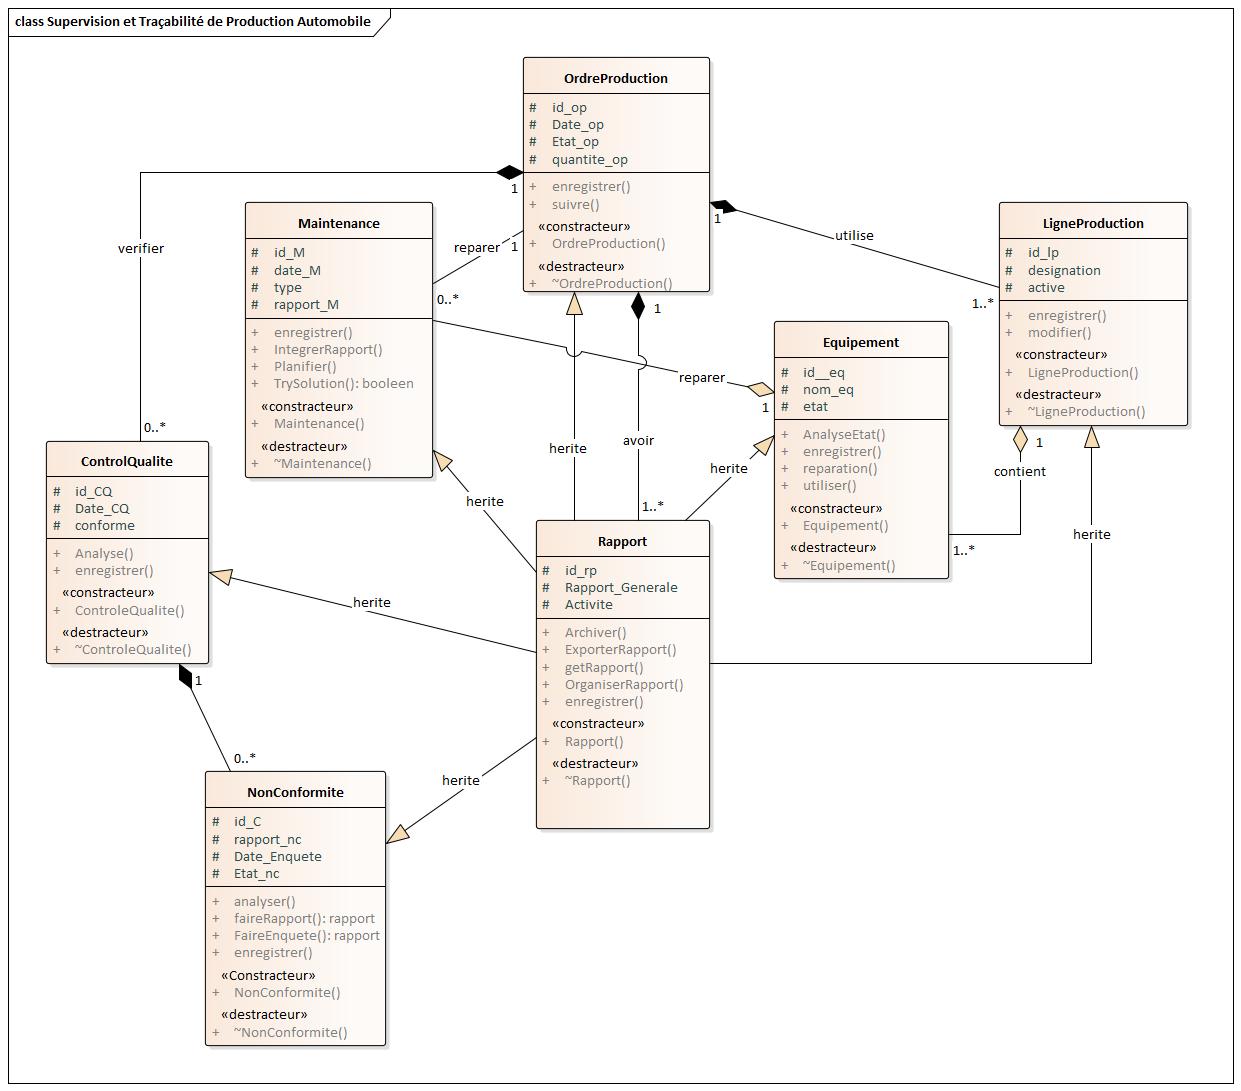 class Supervision et Traçabilité de Production Automobile
OrdreProduction
# id_op
# Date_op
# Etat_op
# quantite_op
+ enregistrer()
+ suivre()
«constracteur»
+ OrdreProduction()
«destracteur»
+ ~OrdreProduction()
1
verifier
0..*
1
reparer
0..*
1
utilise
1..*
1
avoir
1..*
herite
Maintenance
# id_M
# date_M
# type
# rapport_M
+ enregistrer()
+ IntegrerRapport()
+ Planifier()
+ TrySolution(): booleen
«constracteur»
+ Maintenance()
«destracteur»
+ ~Maintenance()
LigneProduction
# id_lp
# designation
# active
+ enregistrer()
+ modifier()
«constracteur»
+ LigneProduction()
«destracteur»
+ ~LigneProduction()
1
contient
1..*
herite
Equipement
# id__eq
# nom_eq
# etat
+ AnalyseEtat()
+ enregistrer()
+ reparation()
+ utiliser()
«constracteur»
+ Equipement()
«destracteur»
+ ~Equipement()
reparer
1
herite
herite
ControlQualite
# id_CQ
# Date_CQ
# conforme
+ Analyse()
+ enregistrer()
«constracteur»
+ ControleQualite()
«destracteur»
+ ~ControleQualite()
herite
1
0..*
Rapport
# id_rp
# Rapport_Generale
# Activite
+ Archiver()
+ ExporterRapport()
+ getRapport()
+ OrganiserRapport()
+ enregistrer()
«constracteur»
+ Rapport()
«destracteur»
+ ~Rapport()
herite
NonConformite
# id_C
# rapport_nc
# Date_Enquete
# Etat_nc
+ analyser()
+ faireRapport(): rapport
+ FaireEnquete(): rapport
+ enregistrer()
«Constracteur»
+ NonConformite()
«destracteur»
+ ~NonConformite()